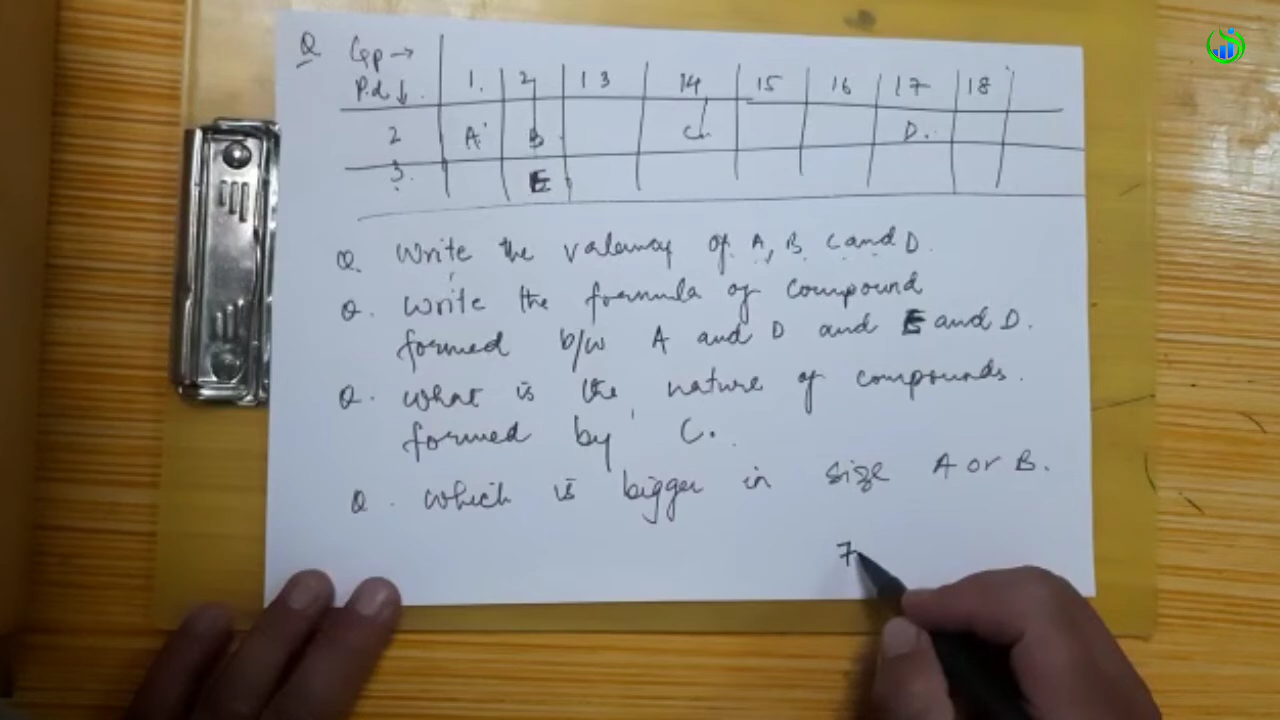 Q Gp → 1. 2 13 14 15 16 17 18
P.d ↓.
2 A B C D.
3. E
Q. Write the valency of A, B, C and D.
Q. Write the formula of compound
formed b/w A and D and E and D.
Q. What is the nature of compounds.
formed by C.
Q. Which is bigger in size A or B.
7